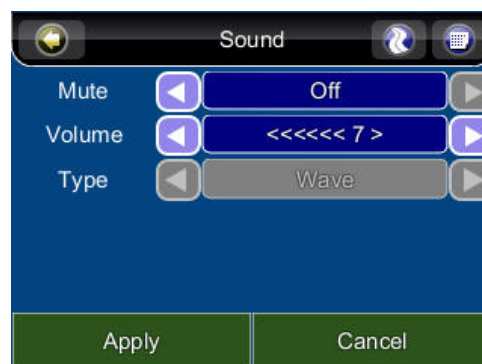 Sound
Mute Off
Volume <<<<<< 7 >
Type Wave
Apply Cancel